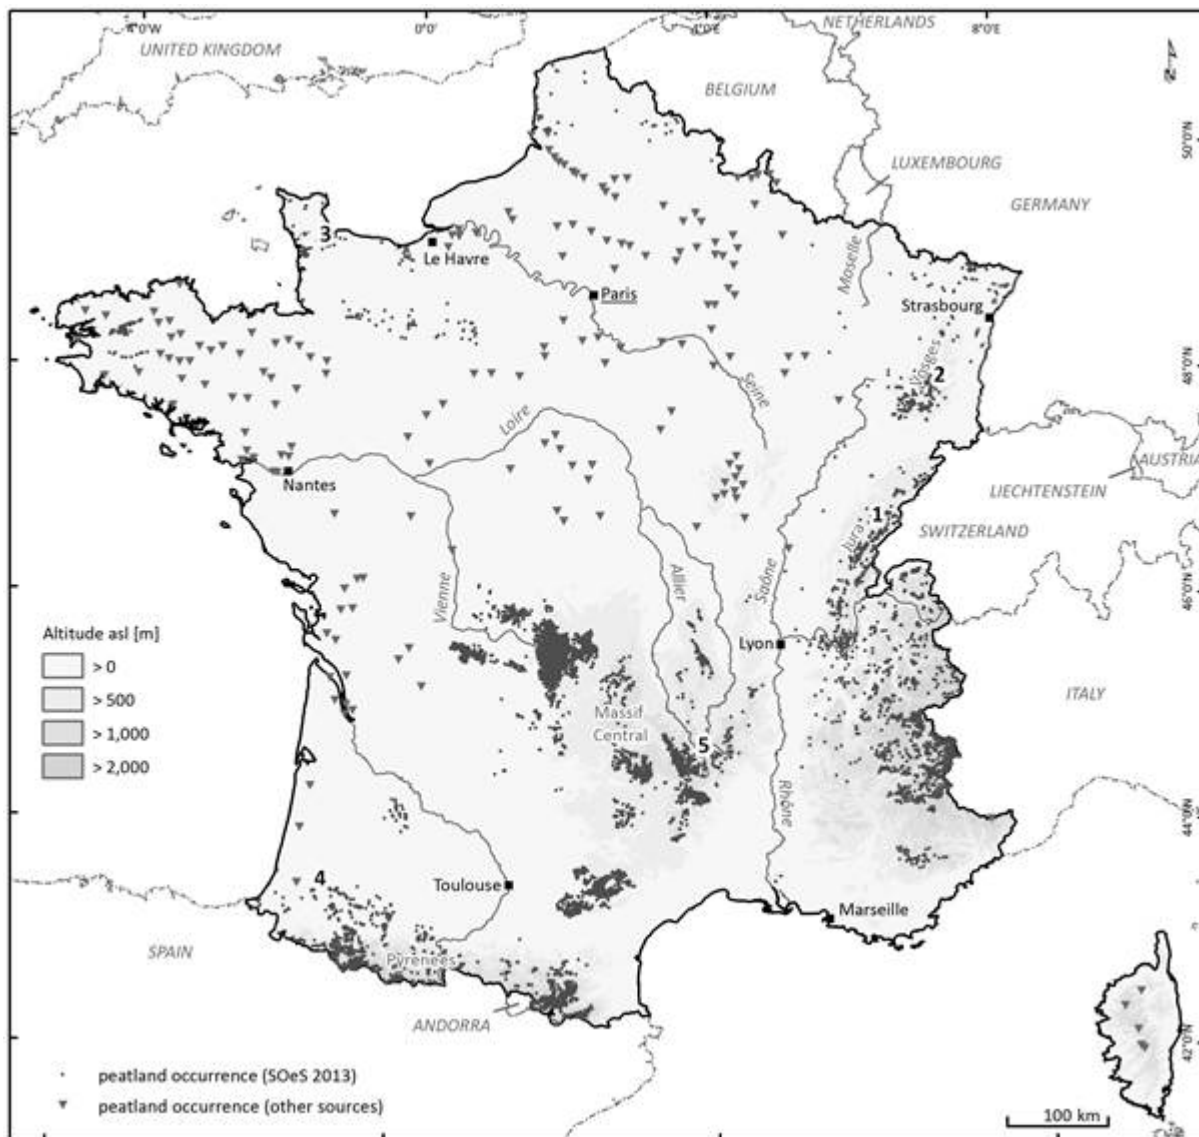 4°W
0°0'
4°0'E
8°0'E
NETHERLANDS
UNITED KINGDOM
BELGIUM
N
50°0'N
LUXEMBOURG
GERMANY
3
Le Havre
Moselle
Paris
Strasbourg
48°0'N
Vosges
2
Seine
Loire
AUSTRIA
Nantes
LIECHTENSTEIN
1
SWITZERLAND
Jura
Allier
Saône
Vienne
46°0'N
Altitude asl [m]
> 0
> 500
> 1,000
> 2,000
Lyon
ITALY
Massif
Central
5
Rhône
44°0'N
4
Toulouse
Marseille
SPAIN
Pyrenees
ANDORRA
42°0'N
peatland occurrence (SOeS 2013)
peatland occurrence (other sources)
100 km